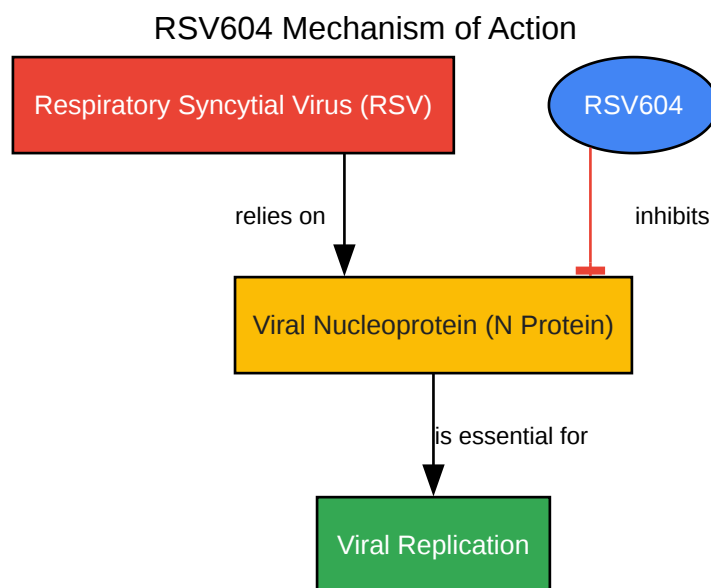 RSV604 Mechanism of Action
Respiratory Syncytial Virus (RSV)
RSV604
relies on
inhibits
Viral Nucleoprotein (N Protein)
is essential for
Viral Replication